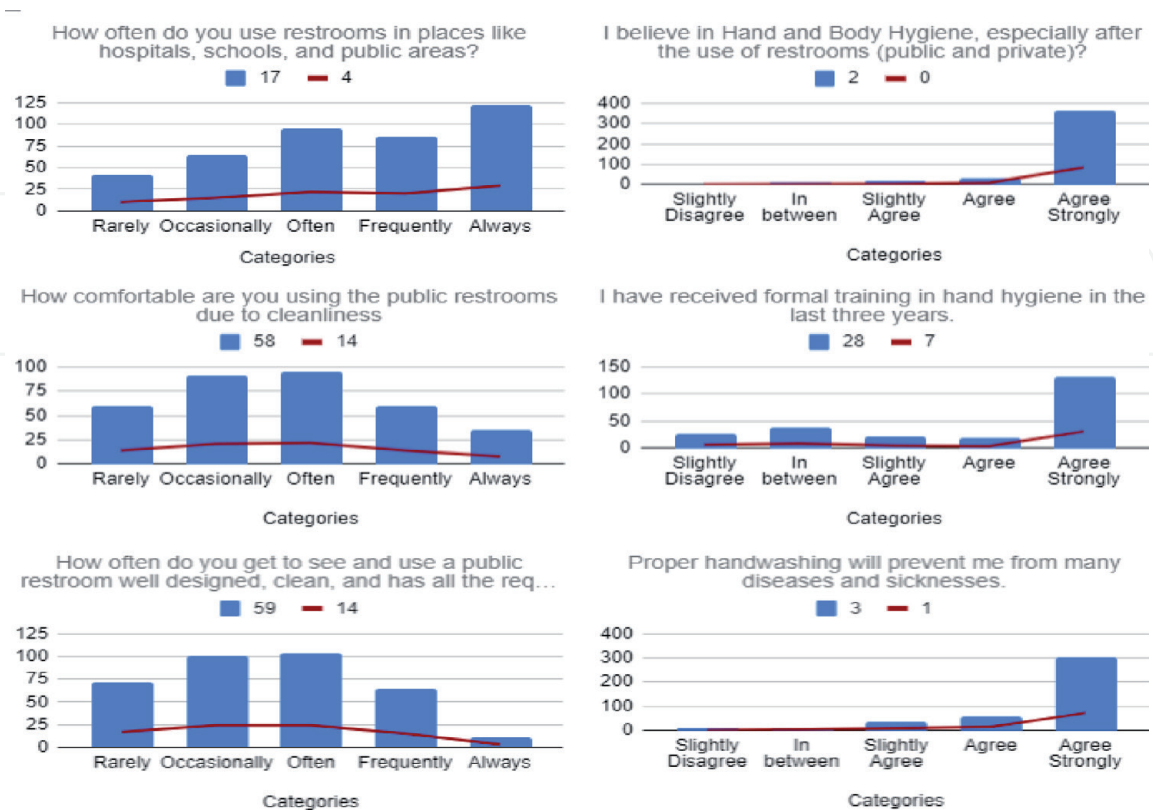 How often do you use restrooms in places like
hospitals, schools, and public areas?
17 4
125
100
75
50
25
0
Rarely Occasionally Often Frequently Always
Categories
I believe in Hand and Body Hygiene, especially after
the use of restrooms (public and private)?
2 0
400
300
200
100
0
Slightly Disagree In between Slightly Agree Agree Agree Strongly
Categories
How comfortable are you using the public restrooms
due to cleanliness
58 14
100
75
50
25
0
Rarely Occasionally Often Frequently Always
Categories
I have received formal training in hand hygiene in the
last three years.
28 7
150
100
50
0
Slightly Disagree In between Slightly Agree Agree Agree Strongly
Categories
How often do you get to see and use a public
restroom well designed, clean, and has all the req...
59 14
125
100
75
50
25
0
Rarely Occasionally Often Frequently Always
Categories
Proper handwashing will prevent me from many
diseases and sicknesses.
3 1
400
300
200
100
0
Slightly Disagree In between Slightly Agree Agree Agree Strongly
Categories